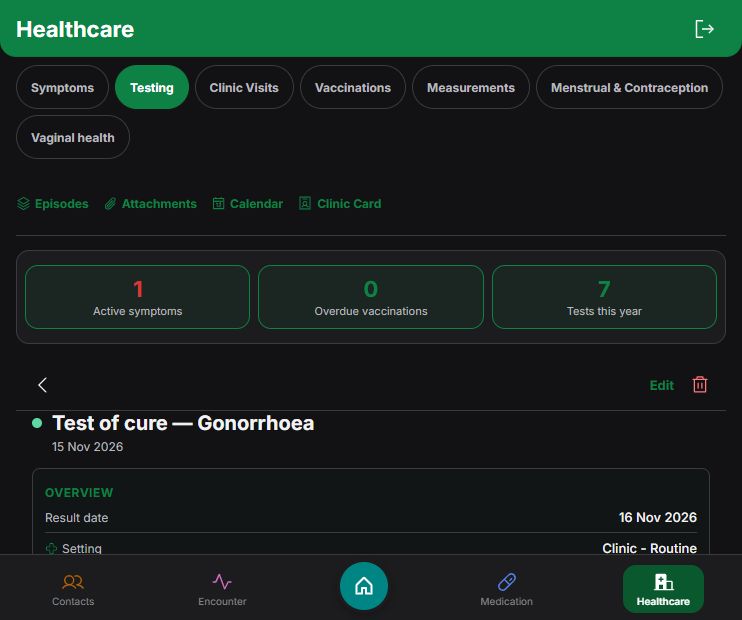 Healthcare
Symptoms
Testing
Clinic Visits
Vaccinations
Measurements
Menstrual & Contraception
Vaginal health
Episodes
Attachments
Calendar
Clinic Card
1
Active symptoms
0
Overdue vaccinations
7
Tests this year
Edit
Test of cure — Gonorrhoea
15 Nov 2026
OVERVIEW
Result date 16 Nov 2026
Setting Clinic - Routine
Contacts
Encounter
Medication
Healthcare